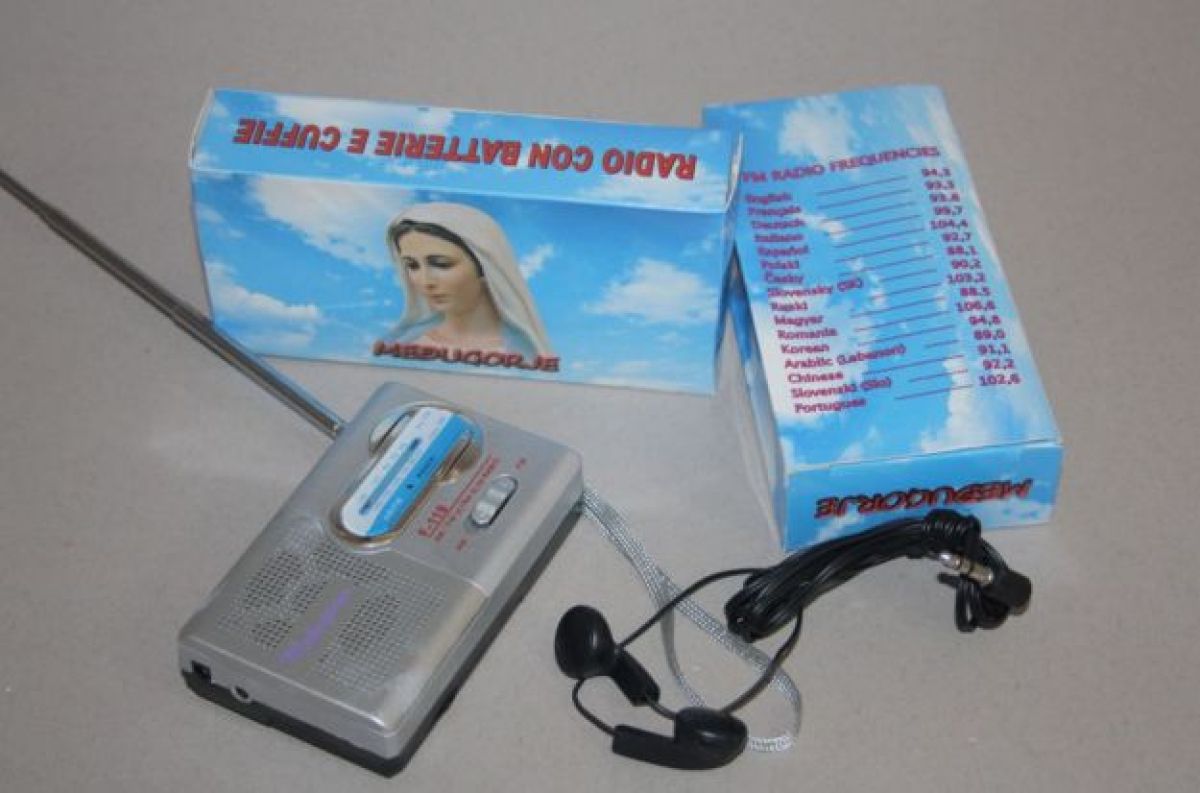 RADIO CON BATTERIE E CUFFIE
MEĐUGORJE
FM RADIO FREQUENCIES
English 94,3
Français 93,3
Deutsch 93,8
Italiano 99,7
Español 104,4
Polski 92,7
Česky 88,1
Slovensky (SK) 90,2
Ruski 103,2
Magyar 88,5
Romania 106,6
Korean 94,8
Arabic (Lebanon) 89,0
Chinese 91,1
Slovenski (Slo) 92,2
Portugues 102,6
MEĐUGORJE